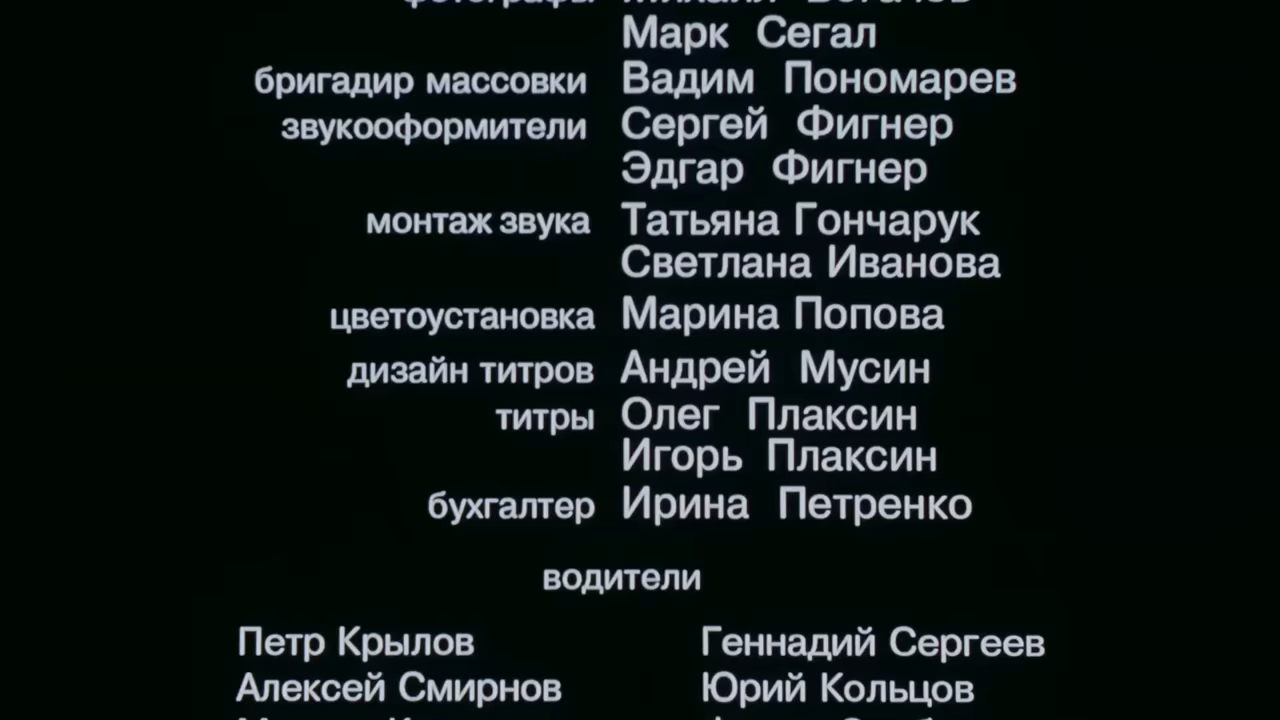 фотографы Михаил
Марк Сегал
бригадир массовки Вадим Пономарев
звукооформители Сергей Фигнер
Эдгар Фигнер
монтаж звука Татьяна Гончарук
Светлана Иванова
цветоустановка Марина Попова
дизайн титров Андрей Мусин
титры Олег Плаксин
Игорь Плаксин
бухгалтер Ирина Петренко
водители
Петр Крылов Геннадий Сергеев
Алексей Смирнов Юрий Кольцов